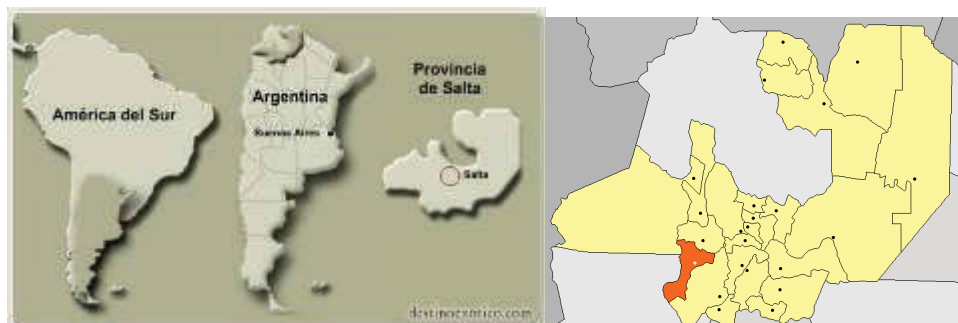 América del Sur
Argentina
Buenos Aires
Provincia
de Salta
Salta
destinoexotico.com